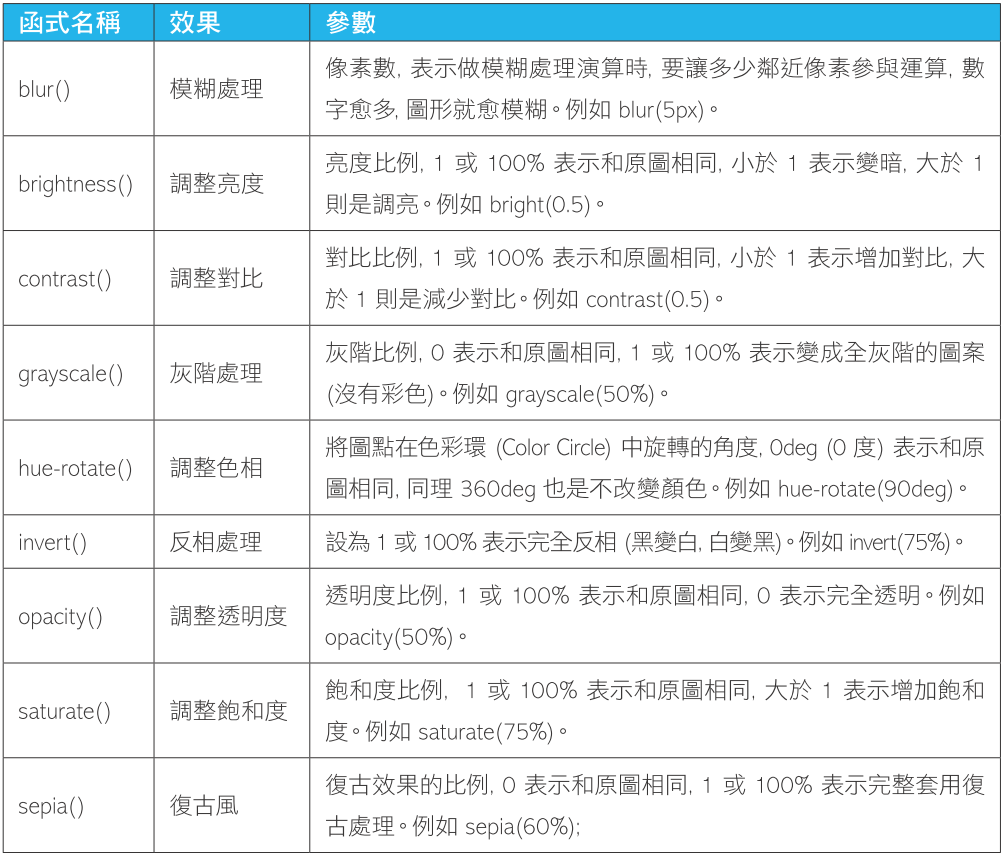 函式名稱 效果 參數
blur() 模糊處理 像素數, 表示做模糊處理演算時, 要讓多少鄰近像素參與運算, 數
字愈多, 圖形就愈模糊。例如 blur(5px)。
brightness() 調整亮度 亮度比例, 1 或 100% 表示和原圖相同, 小於 1 表示變暗, 大於 1
則是調亮。例如 bright(0.5)。
contrast() 調整對比 對比比例, 1 或 100% 表示和原圖相同, 小於 1 表示增加對比, 大
於 1 則是減少對比。例如 contrast(0.5)。
grayscale() 灰階處理 灰階比例, 0 表示和原圖相同, 1 或 100% 表示變成全灰階的圖案
(沒有彩色)。例如 grayscale(50%)。
hue-rotate() 調整色相 將圖點在色彩環 (Color Circle) 中旋轉的角度, 0deg (0 度) 表示和原
圖相同, 同理 360deg 也是不改變顏色。例如 hue-rotate(90deg)。
invert() 反相處理 設為 1 或 100% 表示完全反相 (黑變白, 白變黑)。例如 invert(75%)。
opacity() 調整透明度 透明度比例, 1 或 100% 表示和原圖相同, 0 表示完全透明。例如
opacity(50%)。
saturate() 調整飽和度 飽和度比例, 1 或 100% 表示和原圖相同, 大於 1 表示增加飽和
度。例如 saturate(75%)。
sepia() 復古風 復古效果的比例, 0 表示和原圖相同, 1 或 100% 表示完整套用復
古處理。例如 sepia(60%);